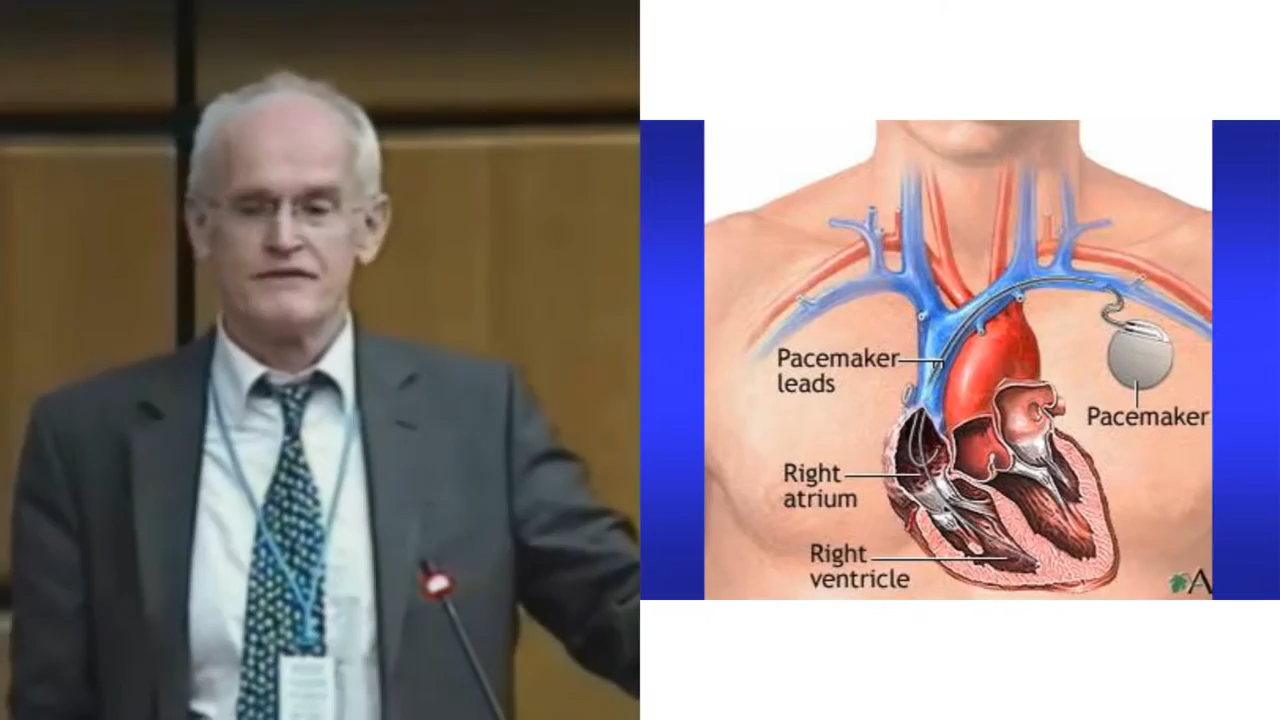 Pacemaker
leads
Pacemaker
Right
atrium
Right
ventricle
A